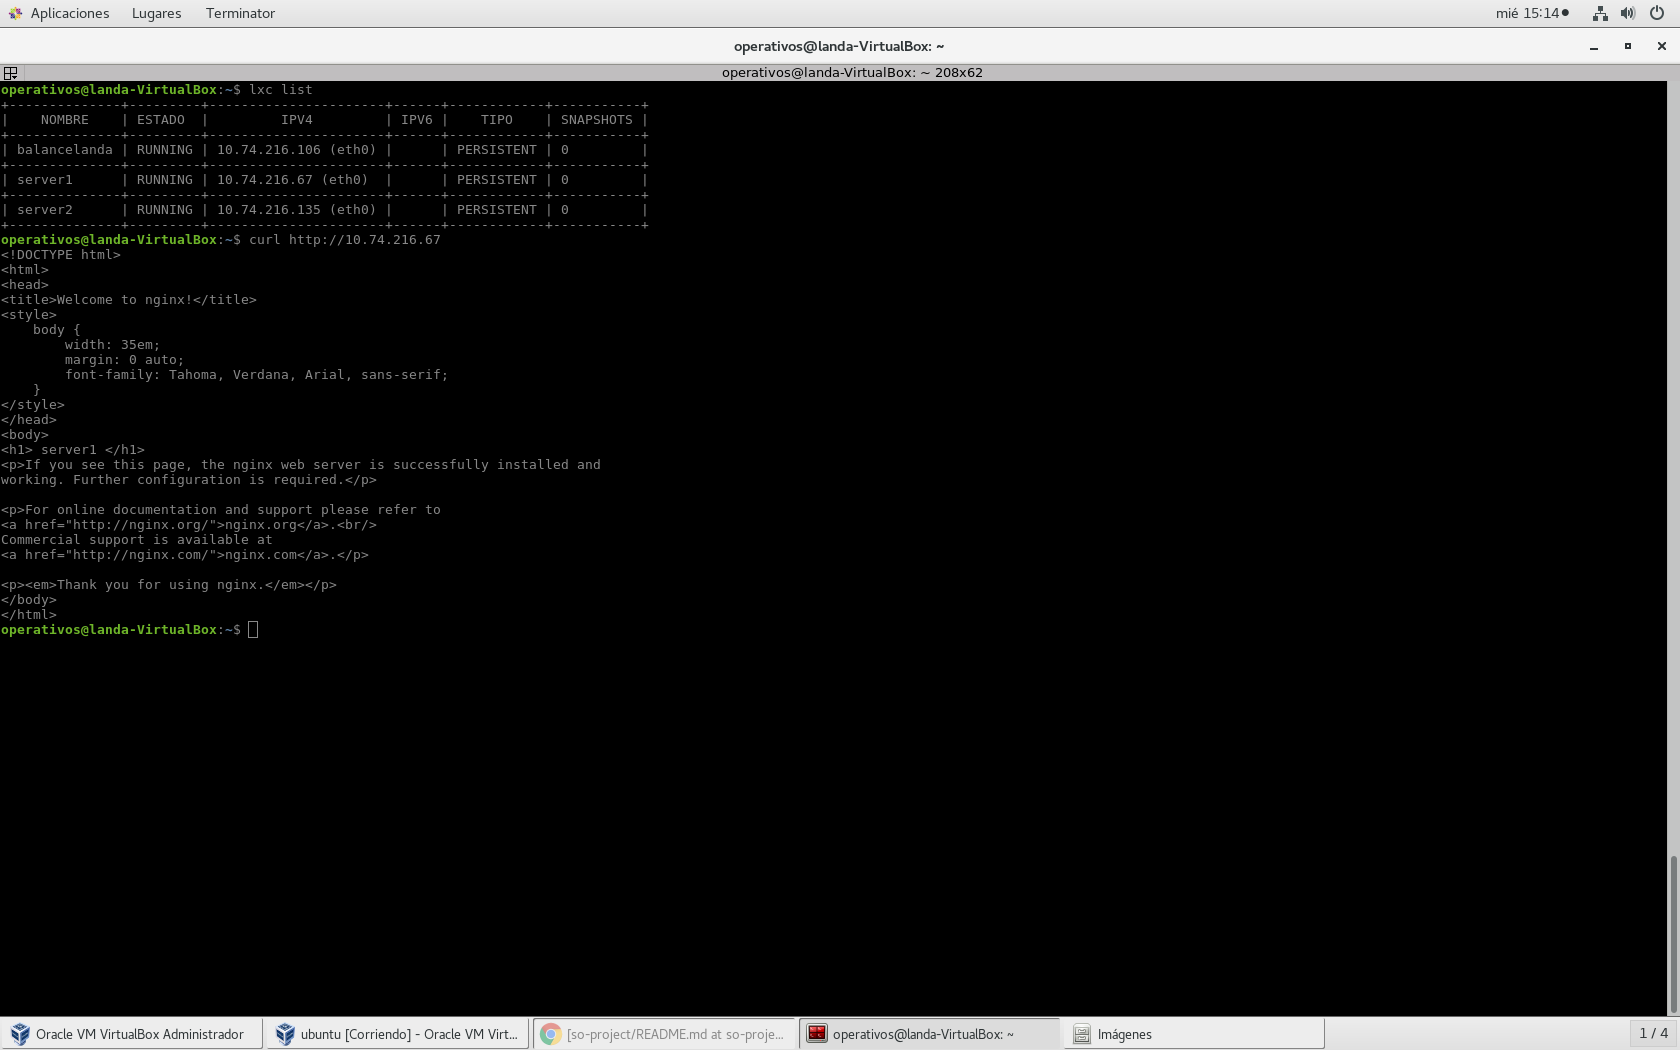 Aplicaciones Lugares Terminator mié 15:14
operativos@landa-VirtualBox: ~
operativos@landa-VirtualBox: ~ 208x62
operativos@landa-VirtualBox:~$ lxc list
+--------------+---------+----------------------+------+------------+-----------+
|    NOMBRE    | ESTADO  |         IPV4         | IPV6 |    TIPO    | SNAPSHOTS |
+--------------+---------+----------------------+------+------------+-----------+
| balancelanda | RUNNING | 10.74.216.106 (eth0) |      | PERSISTENT | 0         |
+--------------+---------+----------------------+------+------------+-----------+
| server1      | RUNNING | 10.74.216.67 (eth0)  |      | PERSISTENT | 0         |
+--------------+---------+----------------------+------+------------+-----------+
| server2      | RUNNING | 10.74.216.135 (eth0) |      | PERSISTENT | 0         |
+--------------+---------+----------------------+------+------------+-----------+
operativos@landa-VirtualBox:~$ curl http://10.74.216.67
<!DOCTYPE html>
<html>
<head>
<title>Welcome to nginx!</title>
<style>
    body {
        width: 35em;
        margin: 0 auto;
        font-family: Tahoma, Verdana, Arial, sans-serif;
    }
</style>
</head>
<body>
<h1> server1 </h1>
<p>If you see this page, the nginx web server is successfully installed and
working. Further configuration is required.</p>

<p>For online documentation and support please refer to
<a href="http://nginx.org/">nginx.org</a>.<br/>
Commercial support is available at
<a href="http://nginx.com/">nginx.com</a>.</p>

<p><em>Thank you for using nginx.</em></p>
</body>
</html>
operativos@landa-VirtualBox:~$
Oracle VM VirtualBox Administrador ubuntu [Corriendo] - Oracle VM Virt... [so-project/README.md at so-proje... operativos@landa-VirtualBox: ~ Imágenes 1 / 4